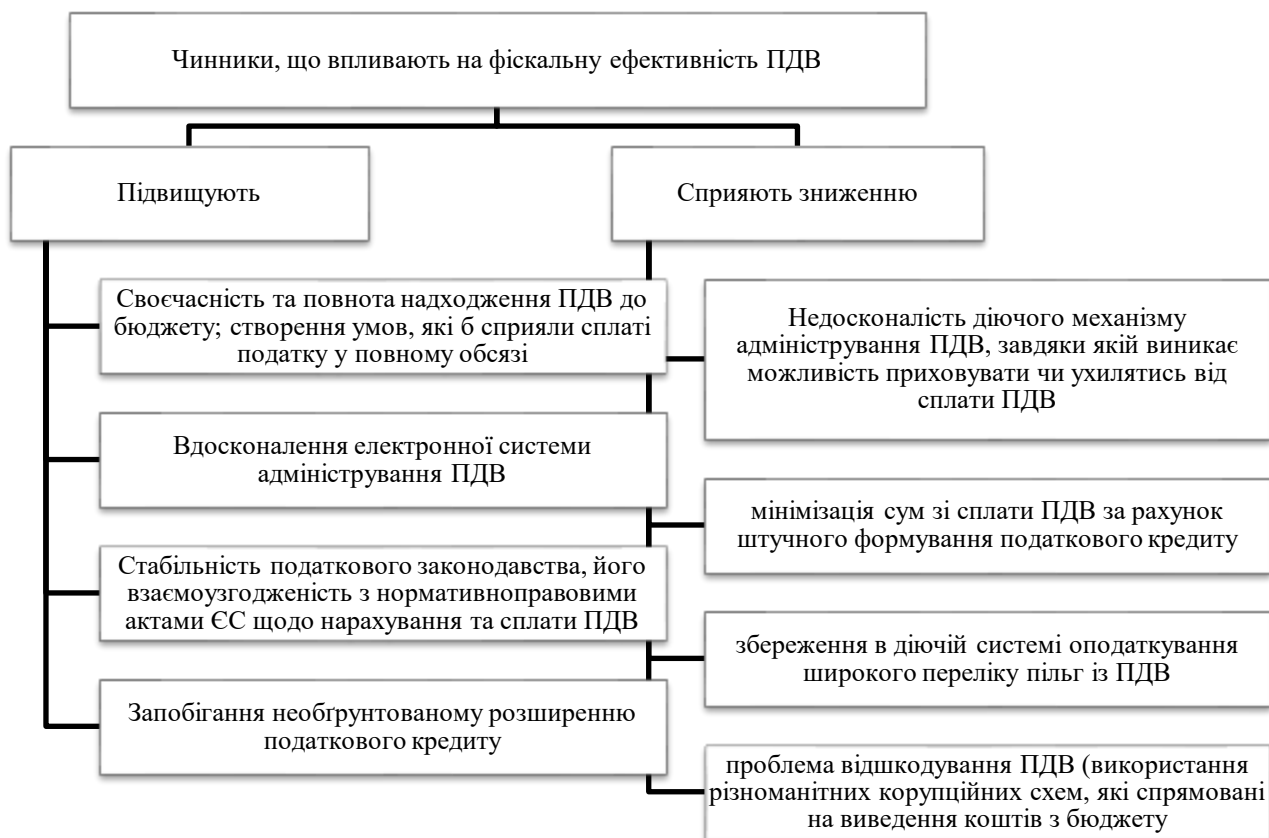 Чинники, що впливають на фіскальну ефективність ПДВ
Підвищують
Сприяють зниженню
Своєчасність та повнота надходження ПДВ до
бюджету; створення умов, які б сприяли сплаті
податку у повному обсязі
Вдосконалення електронної системи
адміністрування ПДВ
Стабільність податкового законодавства, його
взаємоузгодженість з нормативноправовими
актами ЄС щодо нарахування та сплати ПДВ
Запобігання необґрунтованому розширенню
податкового кредиту
Недосконалість діючого механізму
адміністрування ПДВ, завдяки якій виникає
можливість приховувати чи ухилятись від
сплати ПДВ
мінімізація сум зі сплати ПДВ за рахунок
штучного формування податкового кредиту
збереження в діючій системі оподаткування
широкого переліку пільг із ПДВ
проблема відшкодування ПДВ (використання
різноманітних корупційних схем, які спрямовані
на виведення коштів з бюджету